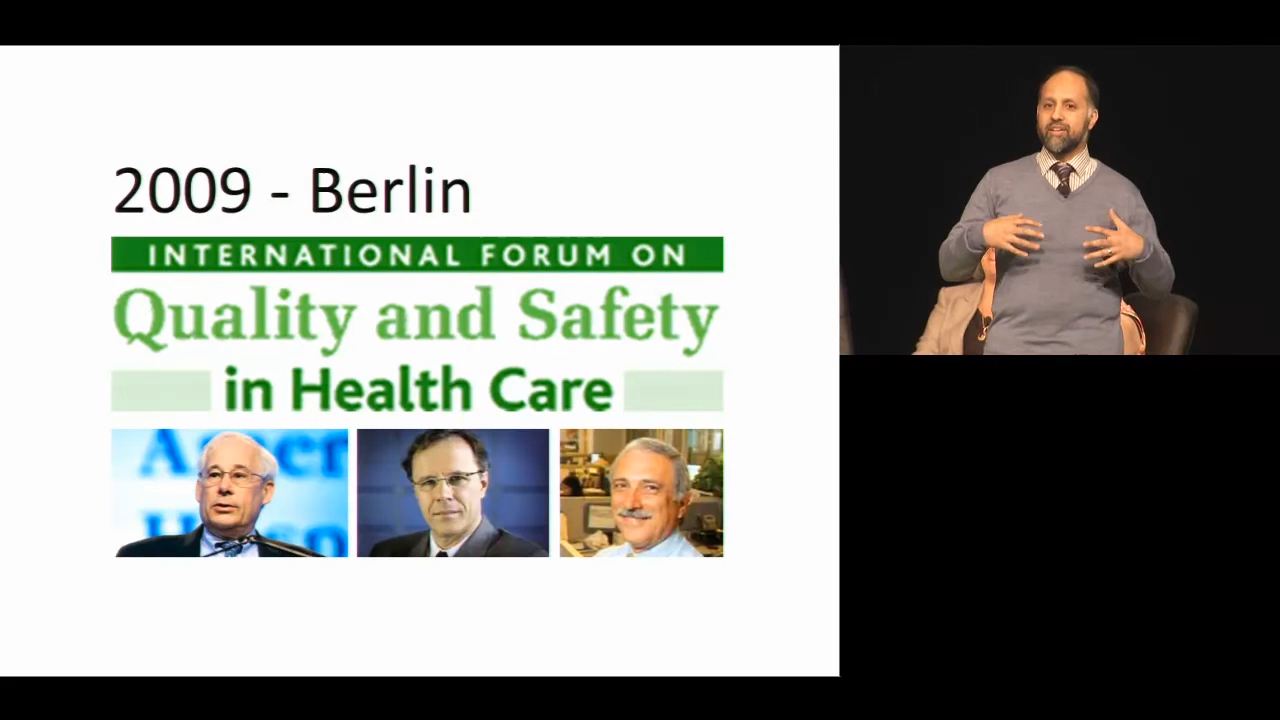 2009 - Berlin
INTERNATIONAL FORUM ON
Quality and Safety
in Health Care